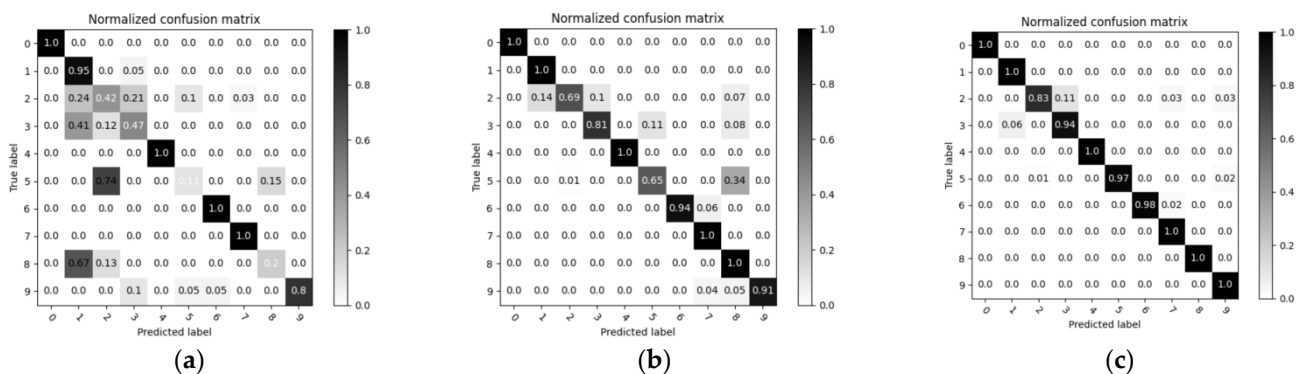 Normalized confusion matrix
True label
0 1.0 0.0 0.0 0.0 0.0 0.0 0.0 0.0 0.0 0.0
1 0.0 0.95 0.0 0.05 0.0 0.0 0.0 0.0 0.0 0.0
2 0.0 0.24 0.42 0.21 0.0 0.1 0.0 0.03 0.0 0.0
3 0.0 0.41 0.12 0.47 0.0 0.0 0.0 0.0 0.0 0.0
4 0.0 0.0 0.0 0.0 1.0 0.0 0.0 0.0 0.0 0.0
5 0.0 0.0 0.74 0.0 0.0 0.11 0.0 0.0 0.15 0.0
6 0.0 0.0 0.0 0.0 0.0 0.0 1.0 0.0 0.0 0.0
7 0.0 0.0 0.0 0.0 0.0 0.0 0.0 1.0 0.0 0.0
8 0.0 0.67 0.13 0.0 0.0 0.0 0.0 0.0 0.2 0.0
9 0.0 0.0 0.0 0.1 0.0 0.05 0.05 0.0 0.0 0.8
0 1 2 3 4 5 6 7 8 9
Predicted label
1.0
0.8
0.6
0.4
0.2
0.0
(a)
Normalized confusion matrix
True label
0 1.0 0.0 0.0 0.0 0.0 0.0 0.0 0.0 0.0 0.0
1 0.0 1.0 0.0 0.0 0.0 0.0 0.0 0.0 0.0 0.0
2 0.0 0.14 0.69 0.1 0.0 0.0 0.0 0.0 0.07 0.0
3 0.0 0.0 0.0 0.81 0.0 0.11 0.0 0.0 0.08 0.0
4 0.0 0.0 0.0 0.0 1.0 0.0 0.0 0.0 0.0 0.0
5 0.0 0.0 0.01 0.0 0.0 0.65 0.0 0.0 0.34 0.0
6 0.0 0.0 0.0 0.0 0.0 0.0 0.94 0.06 0.0 0.0
7 0.0 0.0 0.0 0.0 0.0 0.0 0.0 1.0 0.0 0.0
8 0.0 0.0 0.0 0.0 0.0 0.0 0.0 0.0 1.0 0.0
9 0.0 0.0 0.0 0.0 0.0 0.0 0.0 0.04 0.05 0.91
0 1 2 3 4 5 6 7 8 9
Predicted label
1.0
0.8
0.6
0.4
0.2
0.0
(b)
Normalized confusion matrix
True label
0 1.0 0.0 0.0 0.0 0.0 0.0 0.0 0.0 0.0 0.0
1 0.0 1.0 0.0 0.0 0.0 0.0 0.0 0.0 0.0 0.0
2 0.0 0.0 0.83 0.11 0.0 0.0 0.0 0.03 0.0 0.03
3 0.0 0.06 0.0 0.94 0.0 0.0 0.0 0.0 0.0 0.0
4 0.0 0.0 0.0 0.0 1.0 0.0 0.0 0.0 0.0 0.0
5 0.0 0.0 0.01 0.0 0.0 0.97 0.0 0.0 0.0 0.02
6 0.0 0.0 0.0 0.0 0.0 0.0 0.98 0.02 0.0 0.0
7 0.0 0.0 0.0 0.0 0.0 0.0 0.0 1.0 0.0 0.0
8 0.0 0.0 0.0 0.0 0.0 0.0 0.0 0.0 1.0 0.0
9 0.0 0.0 0.0 0.0 0.0 0.0 0.0 0.0 0.0 1.0
0 1 2 3 4 5 6 7 8 9
Predicted label
1.0
0.8
0.6
0.4
0.2
0.0
(c)